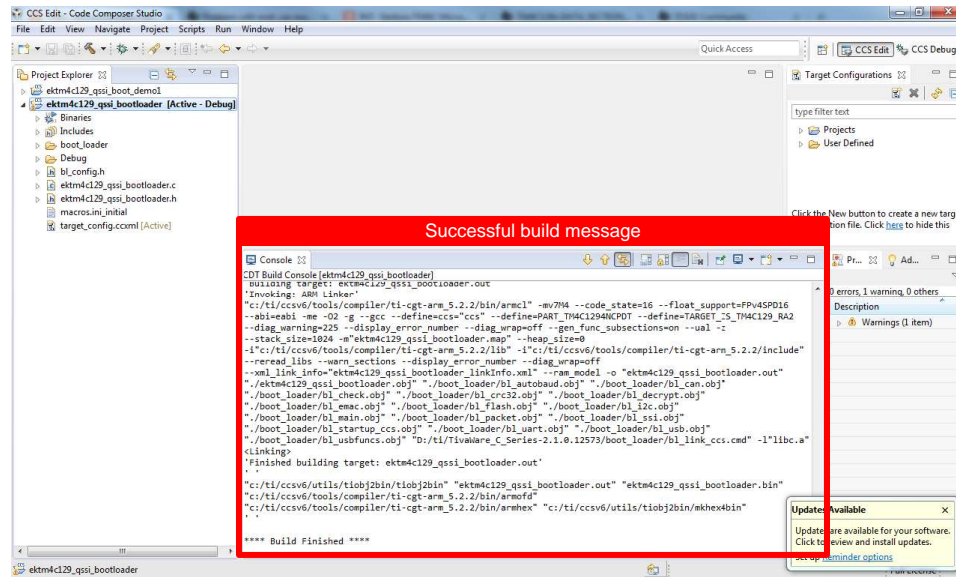 CCS Edit - Code Composer Studio
File Edit View Navigate Project Scripts Run Window Help
Quick Access
CCS Edit
CCS Debug
Project Explorer
ektm4c129_qssi_boot_demo1
ektm4c129_qssi_bootloader [Active - Debug]
Binaries
Includes
boot_loader
Debug
bl_config.h
ektm4c129_qssi_bootloader.c
ektm4c129_qssi_bootloader.h
macros.ini_initial
target_config.ccxml [Active]
Target Configurations
type filter text
Projects
User Defined
Click the New button to create a new targ
tion file. Click here to hide this
Successful build message
Console
CDT Build Console [ektm4c129_qssi_bootloader]
'Building target: ektm4c129_qssi_bootloader.out'
'Invoking: ARM Linker'
"c:/ti/ccsv6/tools/compiler/ti-cgt-arm_5.2.2/bin/armcl" -mv7M4 --code_state=16 --float_support=FPv4SPD16
--abi=eabi -me -O2 -g --gcc --define=ccs="ccs" --define=PART_TM4C1294NCPDT --define=TARGET_IS_TM4C129_RA2
--diag_warning=225 --display_error_number --diag_wrap=off --gen_func_subsections=on --ual -z
--stack_size=1024 -m"ektm4c129_qssi_bootloader.map" --heap_size=0
-i"c:/ti/ccsv6/tools/compiler/ti-cgt-arm_5.2.2/lib" -i"c:/ti/ccsv6/tools/compiler/ti-cgt-arm_5.2.2/include"
--reread_libs --warn_sections --display_error_number --diag_wrap=off
--xml_link_info="ektm4c129_qssi_bootloader_linkInfo.xml" --ram_model -o "ektm4c129_qssi_bootloader.out"
"./ektm4c129_qssi_bootloader.obj" "./boot_loader/bl_autobaud.obj" "./boot_loader/bl_can.obj"
"./boot_loader/bl_check.obj" "./boot_loader/bl_crc32.obj" "./boot_loader/bl_decrypt.obj"
"./boot_loader/bl_emac.obj" "./boot_loader/bl_flash.obj" "./boot_loader/bl_i2c.obj"
"./boot_loader/bl_main.obj" "./boot_loader/bl_packet.obj" "./boot_loader/bl_ssi.obj"
"./boot_loader/bl_startup_ccs.obj" "./boot_loader/bl_uart.obj" "./boot_loader/bl_usb.obj"
"./boot_loader/bl_usbfuncs.obj" "D:/ti/TivaWare_C_Series-2.1.0.12573/boot_loader/bl_link_ccs.cmd" -l"libc.a"
<Linking>
'Finished building target: ektm4c129_qssi_bootloader.out'
' '
"c:/ti/ccsv6/utils/tiobj2bin/tiobj2bin" "ektm4c129_qssi_bootloader.out" "ektm4c129_qssi_bootloader.bin"
"c:/ti/ccsv6/tools/compiler/ti-cgt-arm_5.2.2/bin/armofd"
"c:/ti/ccsv6/tools/compiler/ti-cgt-arm_5.2.2/bin/armhex" "c:/ti/ccsv6/utils/tiobj2bin/mkhex4bin"
' '
**** Build Finished ****
Pr...
Ad...
0 errors, 1 warning, 0 others
Description
Warnings (1 item)
Updates Available
Updates are available for your software.
Click to review and install updates.
Set up Reminder options
ektm4c129_qssi_bootloader
Full License